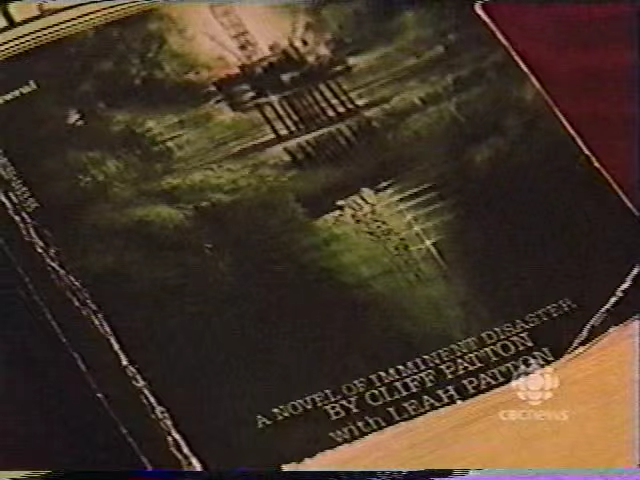 A NOVEL OF IMMINENT DISASTER
BY CLIFF PATTON
with LEAH PATTON
CBCnews